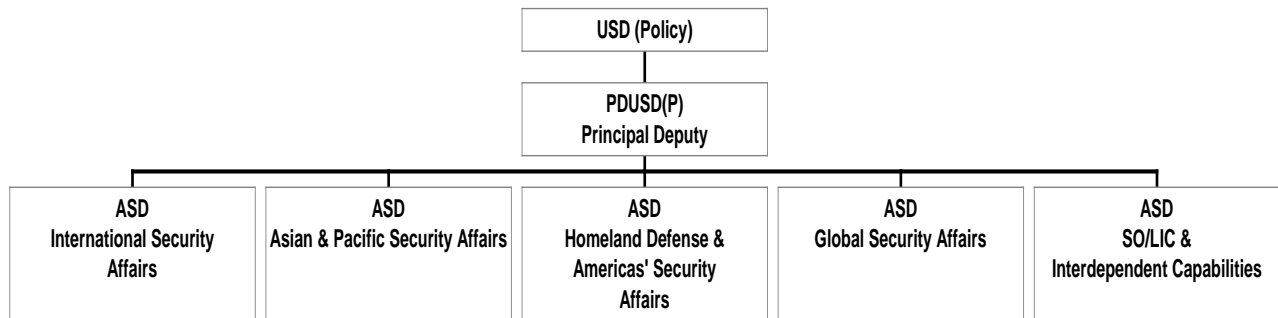 USD (Policy)
PDUSD(P)
Principal Deputy
ASD
International Security
Affairs
ASD
Asian & Pacific Security Affairs
ASD
Homeland Defense &
Americas' Security
Affairs
ASD
Global Security Affairs
ASD
SO/LIC &
Interdependent Capabilities